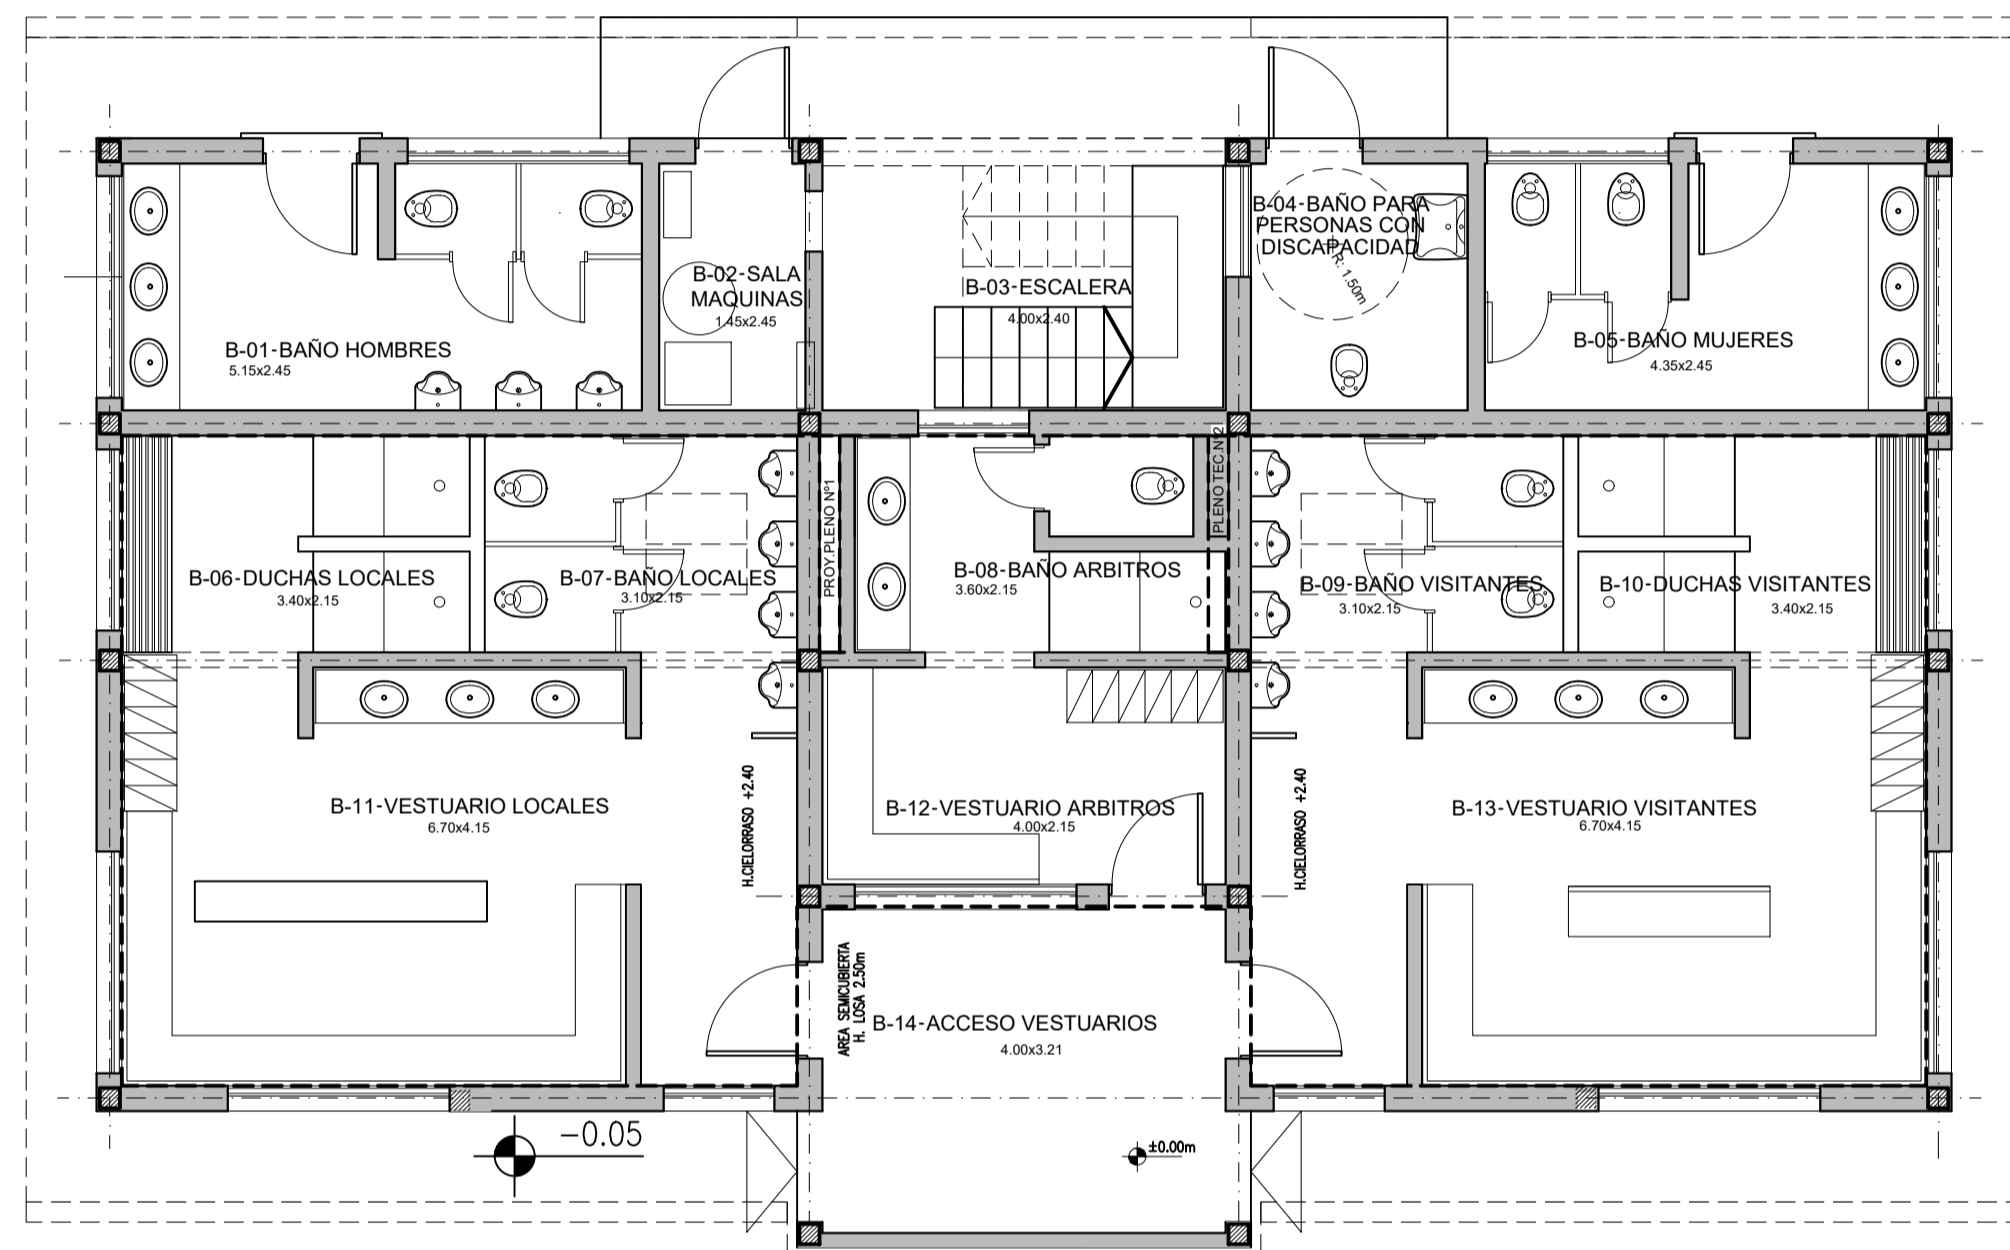 B-04-BAÑO PARA
PERSONAS CON
DISCAPACIDAD
R: 1.50m
B-02-SALA
MAQUINAS
1.45x2.45
B-03-ESCALERA
4.00x2.40
B-01-BAÑO HOMBRES
5.15x2.45
B-05-BAÑO MUJERES
4.35x2.45
PROY.PLENO Nº1
PLENO TEC.Nº2
B-06-DUCHAS LOCALES
3.40x2.15
B-07-BAÑO LOCALES
3.10x2.15
B-08-BAÑO ARBITROS
3.60x2.15
B-09-BAÑO VISITANTES
3.10x2.15
B-10-DUCHAS VISITANTES
3.40x2.15
B-11-VESTUARIO LOCALES
6.70x4.15
H.CIELORRASO +2.40
B-12-VESTUARIO ARBITROS
4.00x2.15
H.CIELORRASO +2.40
B-13-VESTUARIO VISITANTES
6.70x4.15
AREA SEMICUBIERTA
H. LOSA 2.50m
B-14-ACCESO VESTUARIOS
4.00x3.21
-0.05
±0.00m